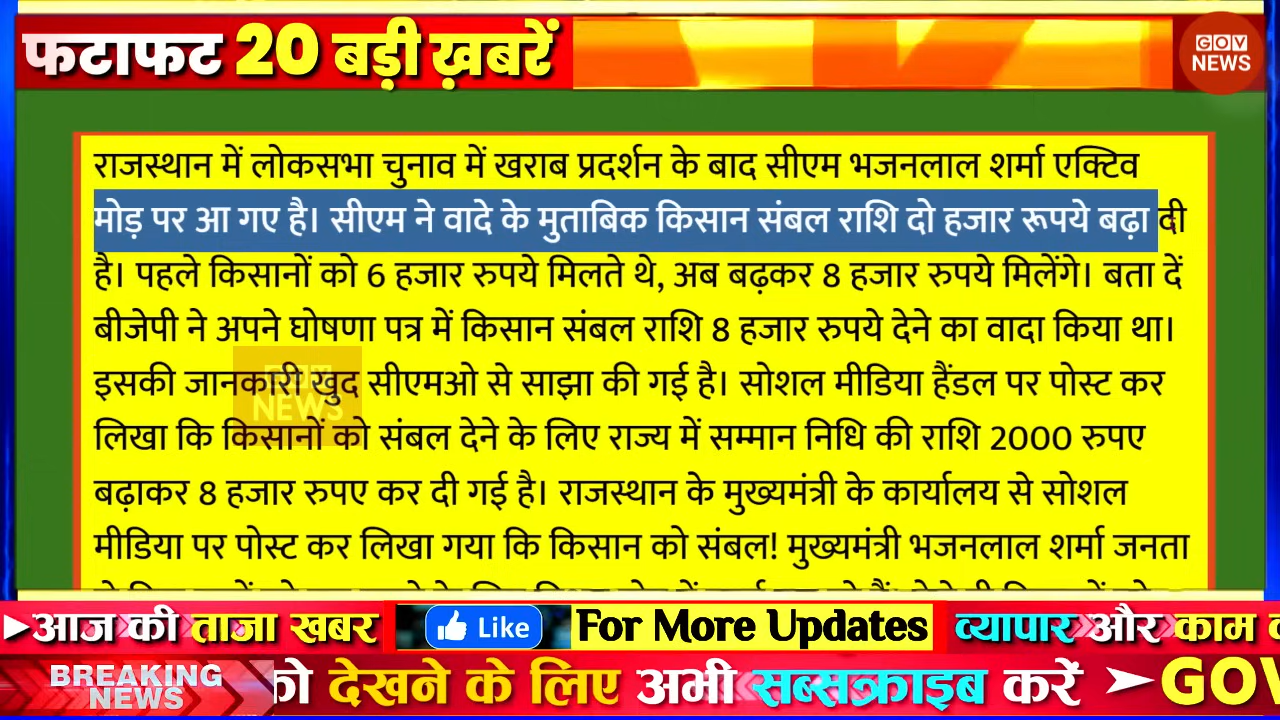 फटाफट 20 बड़ी ख़बरें
GOV
NEWS
राजस्थान में लोकसभा चुनाव में खराब प्रदर्शन के बाद सीएम भजनलाल शर्मा एक्टिव
मोड़ पर आ गए है। सीएम ने वादे के मुताबिक किसान संबल राशि दो हजार रूपये बढ़ा दी
है। पहले किसानों को 6 हजार रुपये मिलते थे, अब बढ़कर 8 हजार रुपये मिलेंगे। बता दें
बीजेपी ने अपने घोषणा पत्र में किसान संबल राशि 8 हजार रुपये देने का वादा किया था।
इसकी जानकारी खुद सीएमओ से साझा की गई है। सोशल मीडिया हैंडल पर पोस्ट कर
लिखा कि किसानों को संबल देने के लिए राज्य में सम्मान निधि की राशि 2000 रुपए
बढ़ाकर 8 हजार रुपए कर दी गई है। राजस्थान के मुख्यमंत्री के कार्यालय से सोशल
मीडिया पर पोस्ट कर लिखा गया कि किसान को संबल! मुख्यमंत्री भजनलाल शर्मा जनता
GOV
NEWS
आज की ताजा खबर Like For More Updates व्यापार और काम
BREAKING
NEWS
को देखने के लिए अभी सब्सक्राइब करें GOV